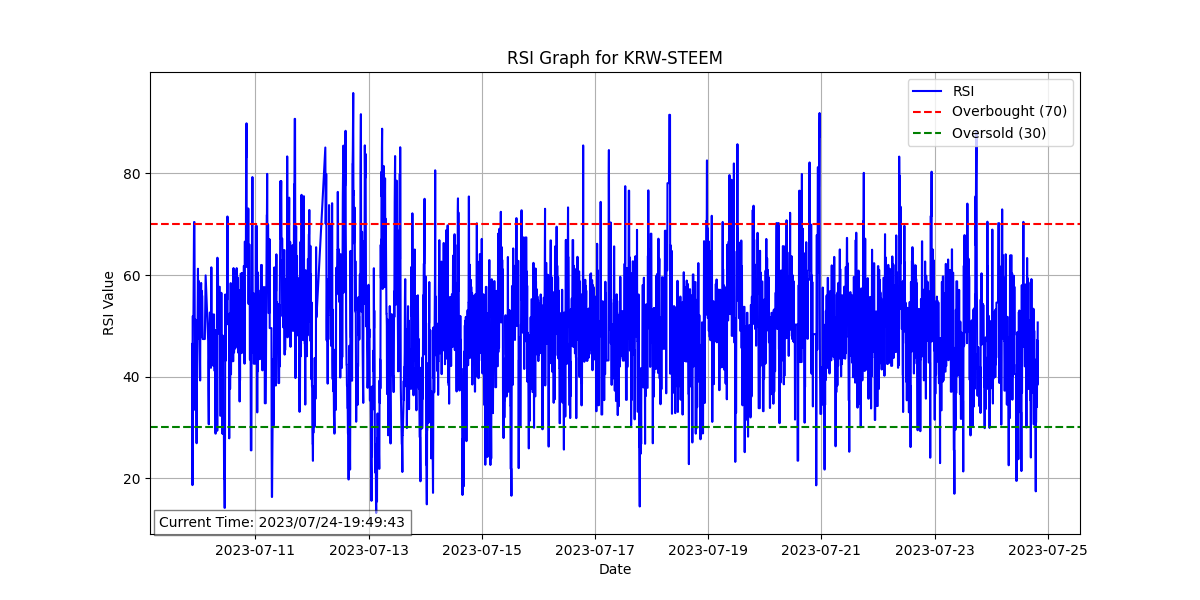 RSI Graph for KRW-STEEM
RSI
Overbought (70)
Oversold (30)
80
60
40
20
RSI Value
Current Time: 2023/07/24-19:49:43
2023-07-11
2023-07-13
2023-07-15
2023-07-17
2023-07-19
2023-07-21
2023-07-23
2023-07-25
Date